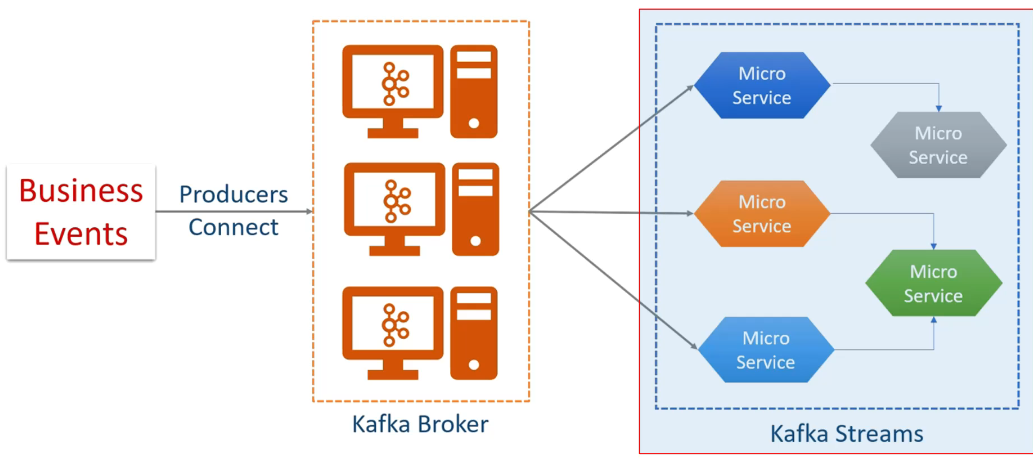 Business
Events
Producers
Connect
Kafka Broker
Micro
Service
Micro
Service
Micro
Service
Micro
Service
Micro
Service
Kafka Streams